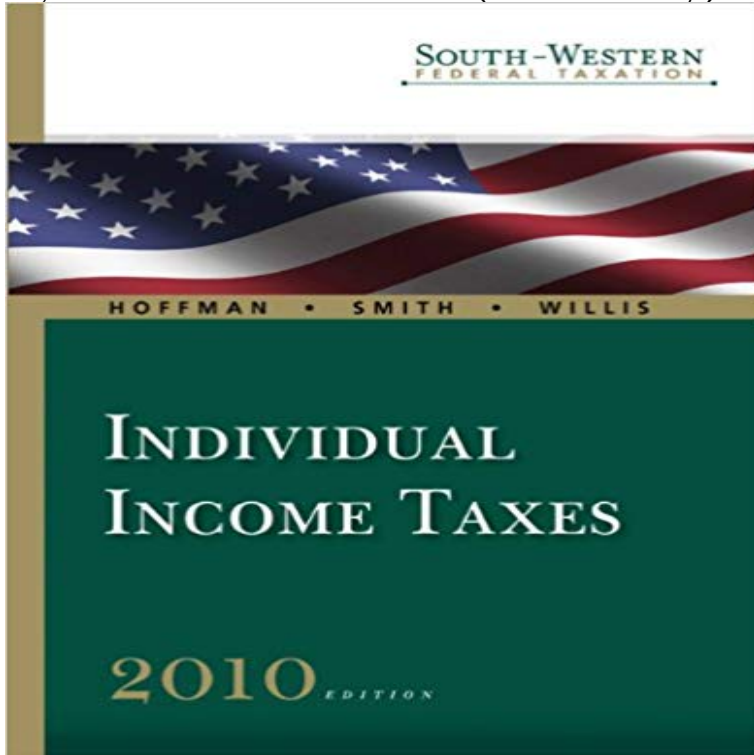 SOUTH-WESTERN
FEDERAL TAXATION
HOFFMAN • SMITH • WILLIS
INDIVIDUAL
INCOME TAXES
2010 EDITION